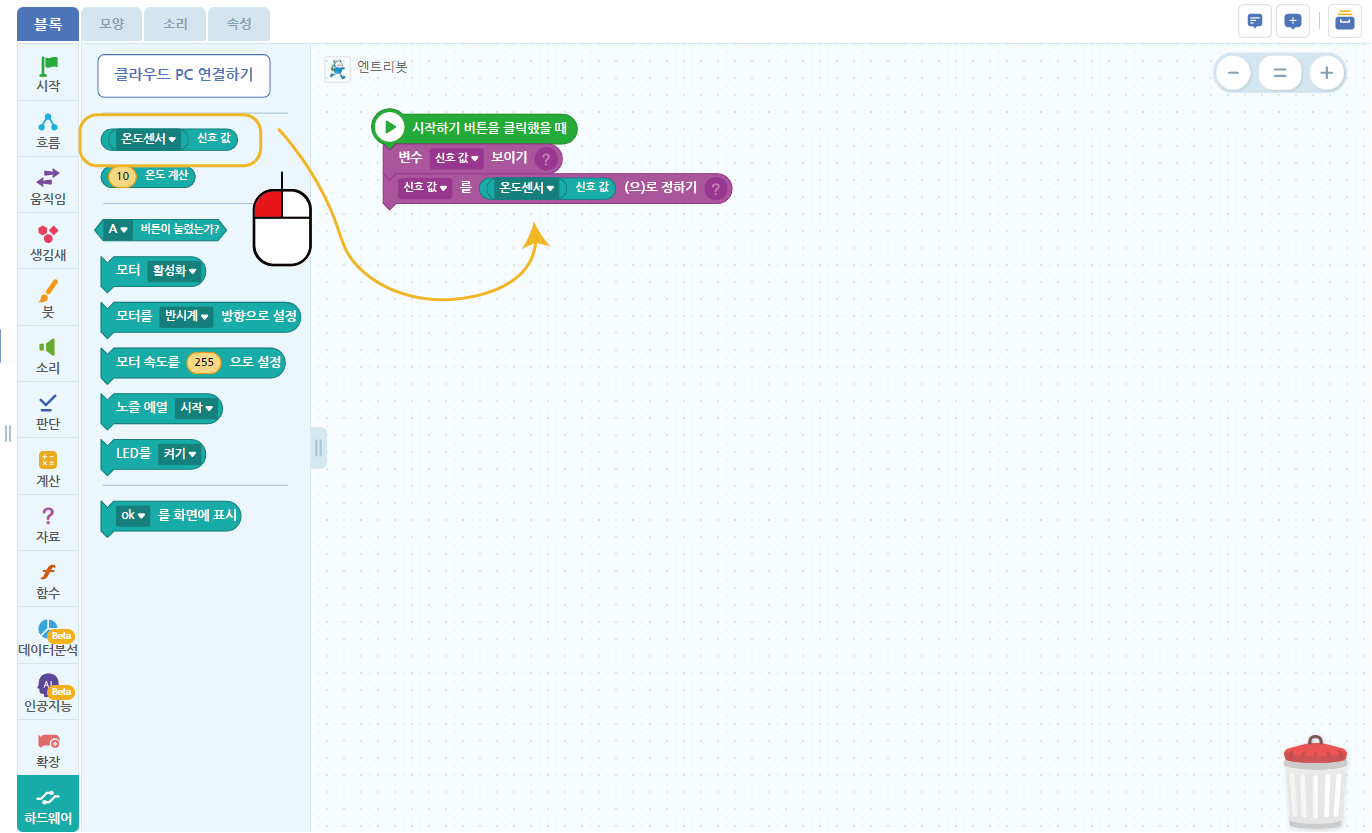 블록
모양
소리
속성
시작
흐름
움직임
생김새
붓
소리
판단
계산
자료
함수
Beta
데이터분석
AI
Beta
인공지능
확장
하드웨어
클라우드 PC 연결하기
온도센서 신호 값
10 온도 계산
A 버튼이 눌렸는가?
모터 활성화
모터를 반시계 방향으로 설정
모터 속도를 255 으로 설정
노즐 예열 시작
LED를 켜기
ok 를 화면에 표시
엔트리봇
시작하기 버튼을 클릭했을 때
변수 신호 값 보이기 ?
신호 값 를 온도센서 신호 값 (으)로 정하기 ?